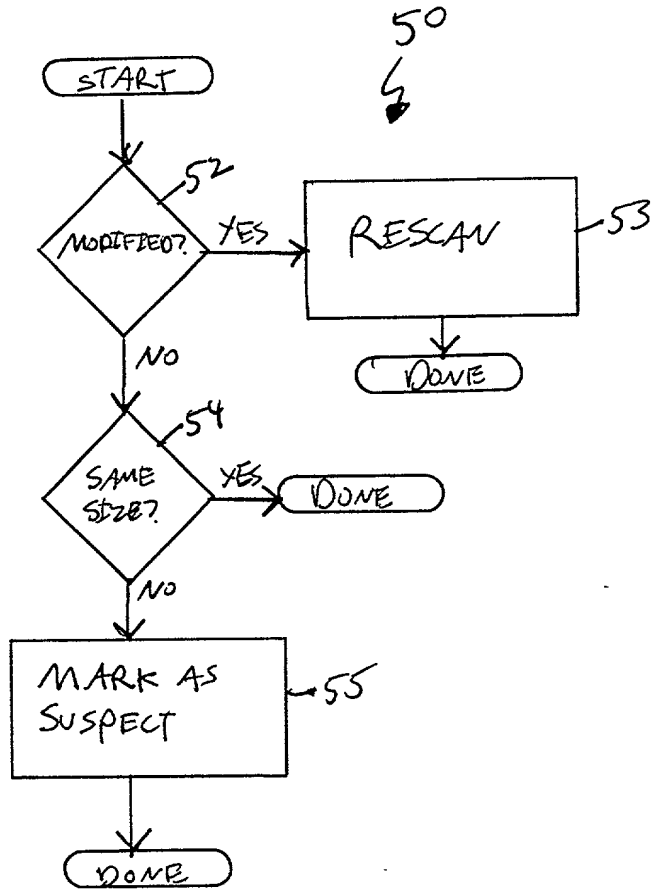 50
START
52
MODIFIED?
YES
RESCAN
53
NO
DONE
54
SAME
SIZE?
YES
DONE
NO
MARK AS
SUSPECT
55
DONE